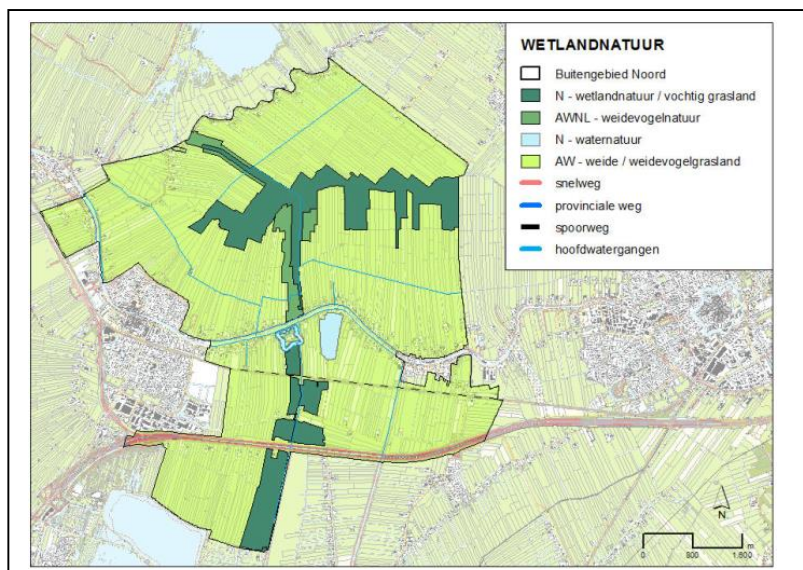 WETLANDNATUUR
Buitengebied Noord
N - wetlandnatuur / vochtig grasland
AWNL - weidevogelnatuur
N - waternatuur
AW - weide / weidevogelgrasland
snelweg
provinciale weg
spoorweg
hoofdwatergangen
N
m
0 800 1.600